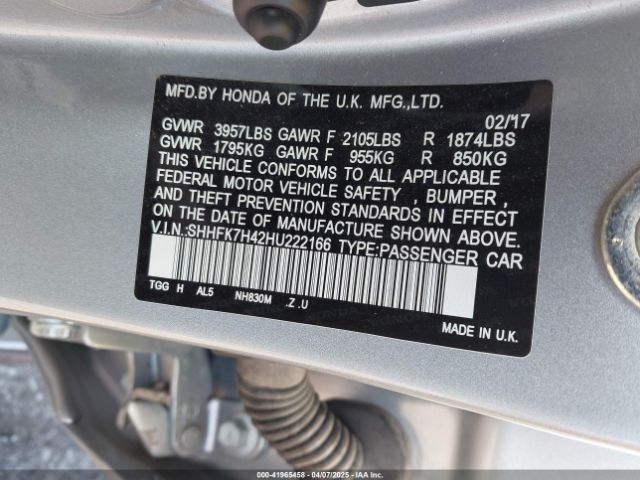 MFD.BY HONDA OF THE U.K. MFG.,LTD.
02/17
GVWR 3957LBS GAWR F 2105LBS R 1874LBS
GVWR 1795KG GAWR F 955KG R 850KG
THIS VEHICLE CONFORMS TO ALL APPLICABLE
FEDERAL MOTOR VEHICLE SAFETY , BUMPER ,
AND THEFT PREVENTION STANDARDS IN EFFECT
ON THE DATE OF MANUFACTURE SHOWN ABOVE.
V.I.N.:SHHFK7H42HU222166 TYPE:PASSENGER CAR
TGG H AL5 NH830M .Z .U
MADE IN U.K.
000-41965458 04/07/2025 IAA Inc.